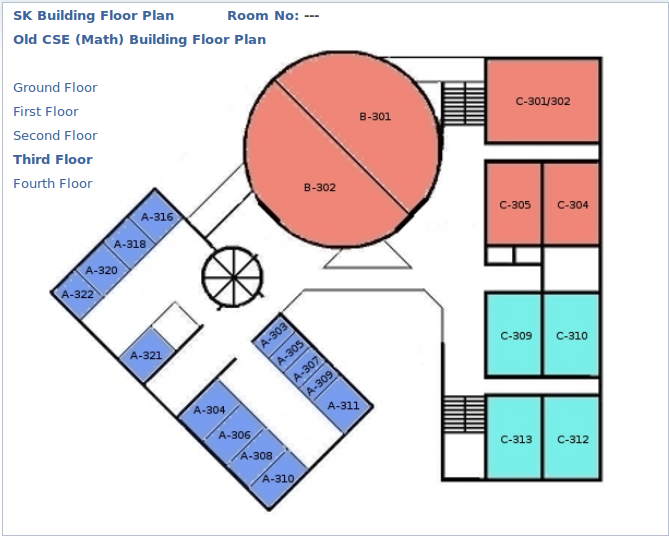 SK Building Floor Plan Room No: ---
Old CSE (Math) Building Floor Plan
Ground Floor
First Floor
Second Floor
Third Floor
Fourth Floor
B-301
B-302
C-301/302
C-305
C-304
C-309
C-310
C-313
C-312
A-316
A-318
A-320
A-322
A-321
A-303
A-305
A-307
A-309
A-311
A-304
A-306
A-308
A-310